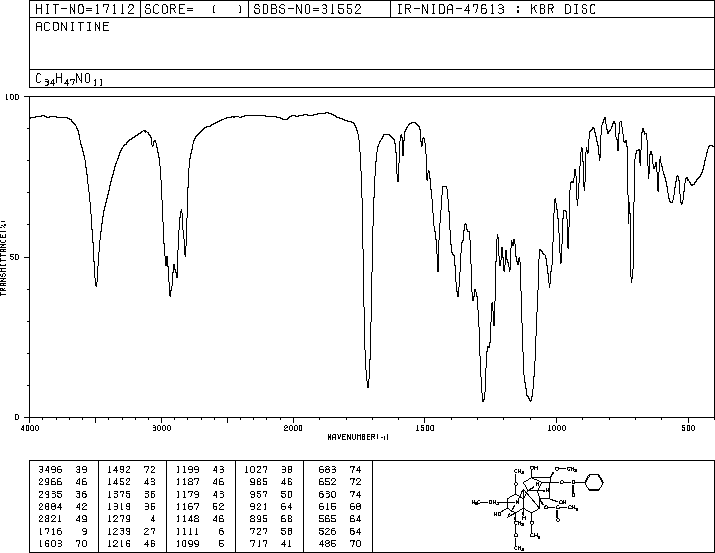 HIT-NO=17112 SCORE= ( ) SDBS-NO=31552 IR-NIDA-47613 : KBR DISC
ACONITINE
C34H47NO11
100
TRANSMITTANCE(%)
50
0
4000 3000 2000 1500 1000 500
WAVENUMBER(-1)
3496 39 1492 72 1199 43 1027 38 683 74
2966 46 1452 43 1187 46 985 46 652 72
2935 36 1375 36 1179 43 957 50 630 74
2884 42 1319 36 1167 52 921 64 616 68
2821 49 1279 4 1148 46 895 68 565 64
1716 9 1239 27 1111 6 727 58 526 64
1603 70 1216 46 1099 5 717 41 486 70